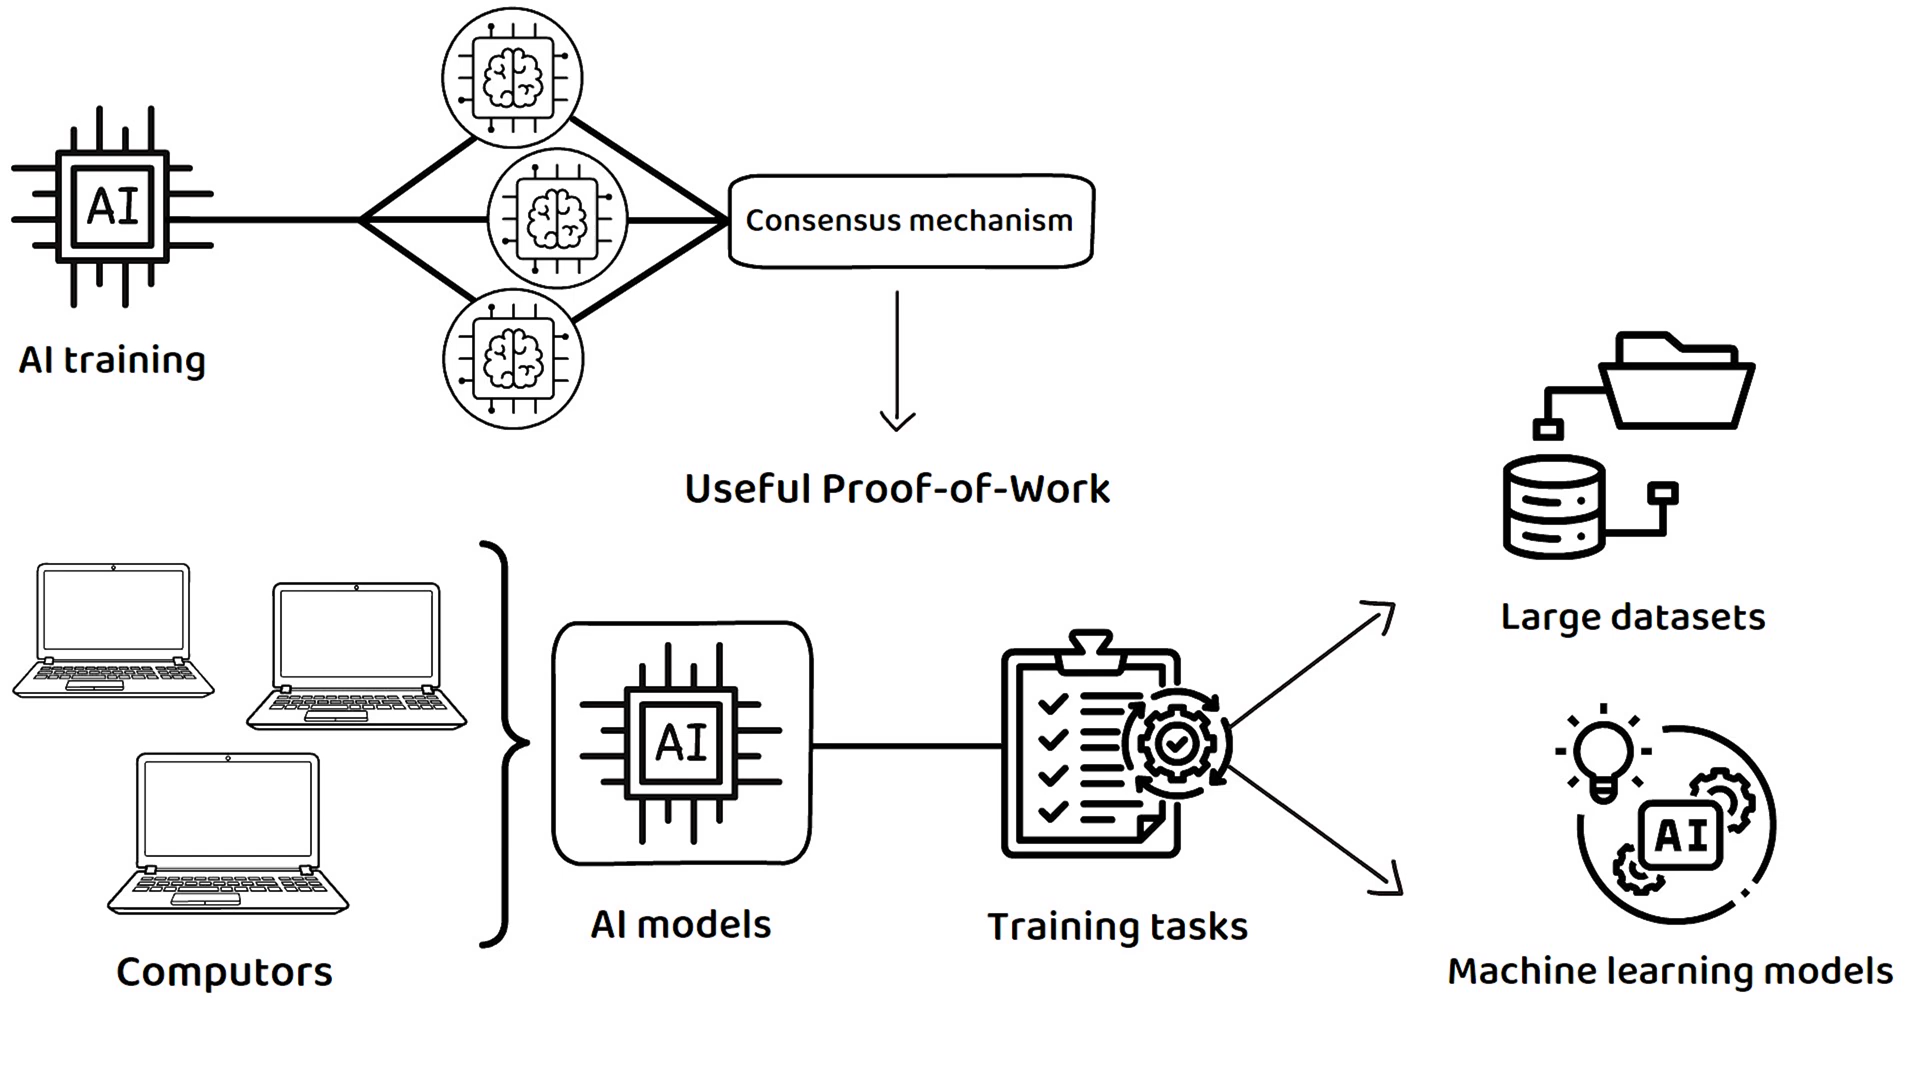 AI
Consensus mechanism
AI training
Useful Proof-of-Work
Large datasets
AI
AI
AI models
Training tasks
Computors
Machine learning models